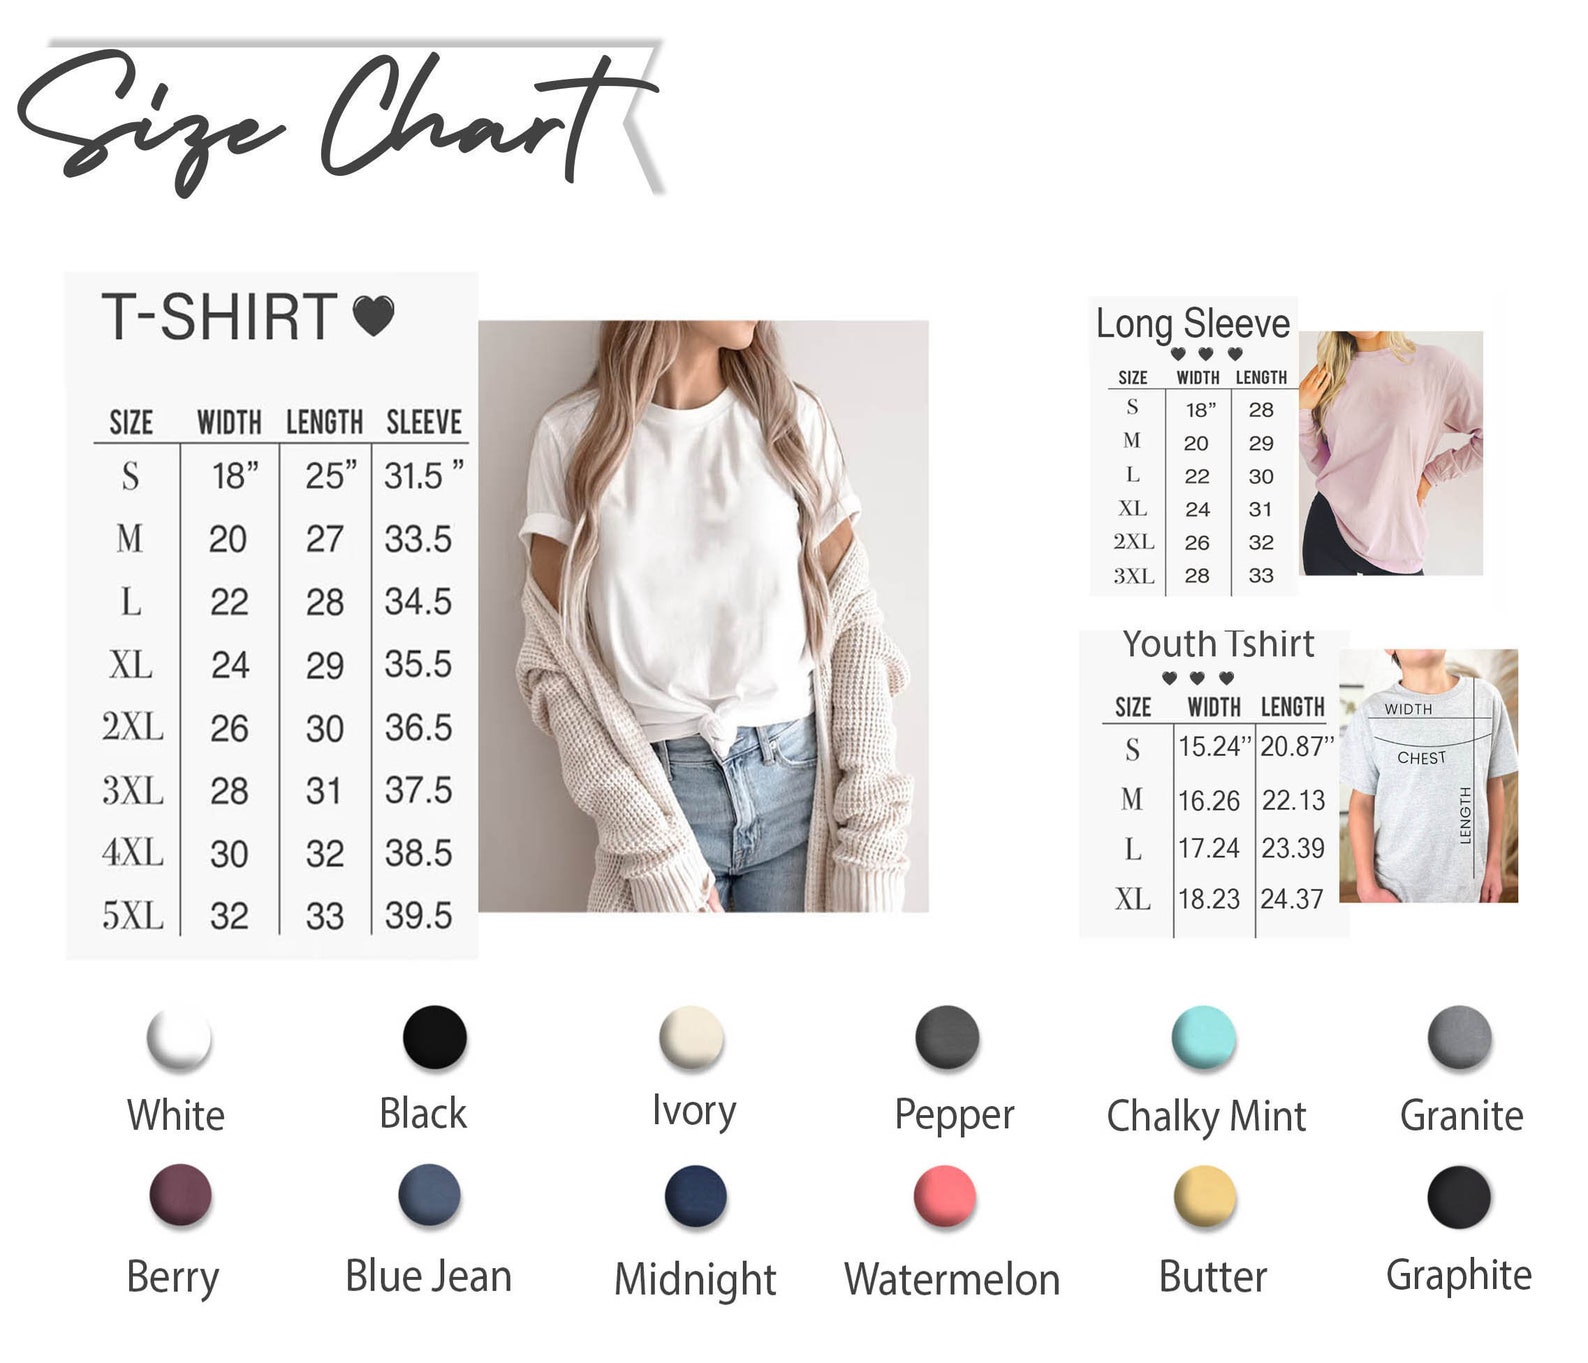 Size Chart
T-SHIRT
SIZE WIDTH LENGTH SLEEVE
S 18” 25” 31.5 ”
M 20 27 33.5
L 22 28 34.5
XL 24 29 35.5
2XL 26 30 36.5
3XL 28 31 37.5
4XL 30 32 38.5
5XL 32 33 39.5
Long Sleeve
SIZE WIDTH LENGTH
S 18” 28
M 20 29
L 22 30
XL 24 31
2XL 26 32
3XL 28 33
Youth Tshirt
SIZE WIDTH LENGTH
S 15.24” 20.87”
M 16.26 22.13
L 17.24 23.39
XL 18.23 24.37
WIDTH
CHEST
LENGTH
White Black Ivory Pepper Chalky Mint Granite
Berry Blue Jean Midnight Watermelon Butter Graphite